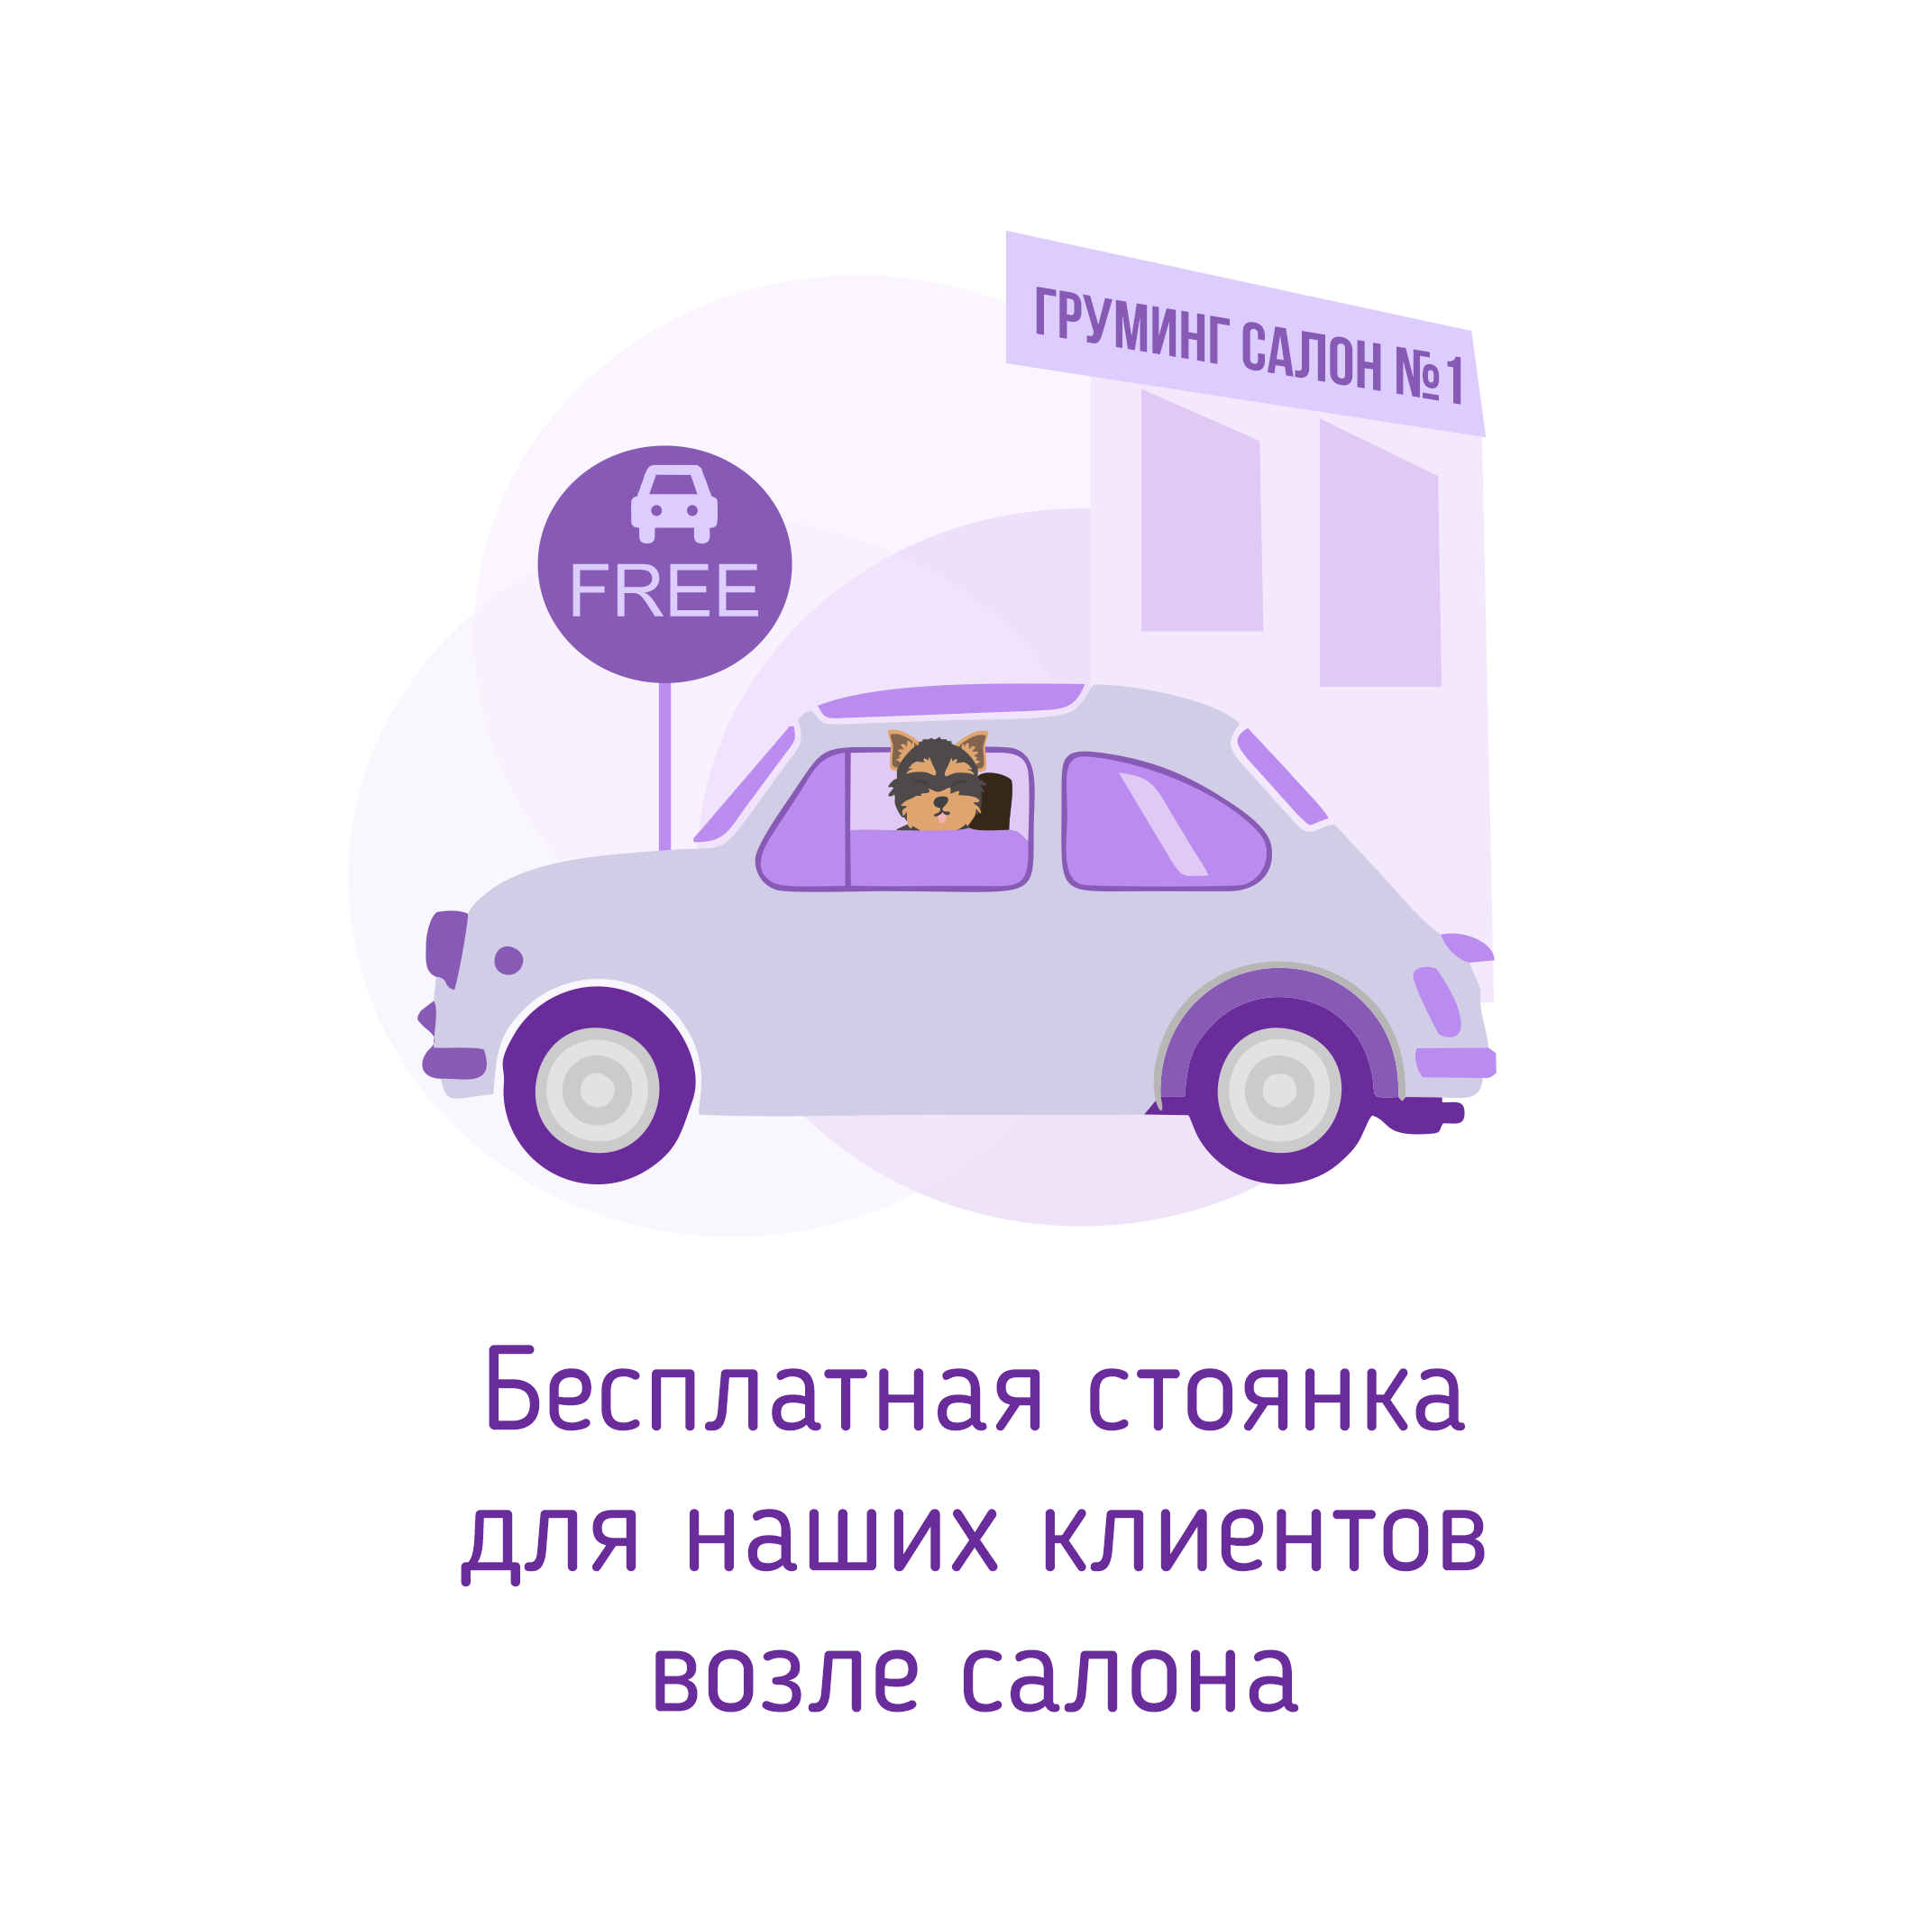 ГРУМИНГ САЛОН №1
FREE
Бесплатная стоянка
для наших клиентов
возле салона